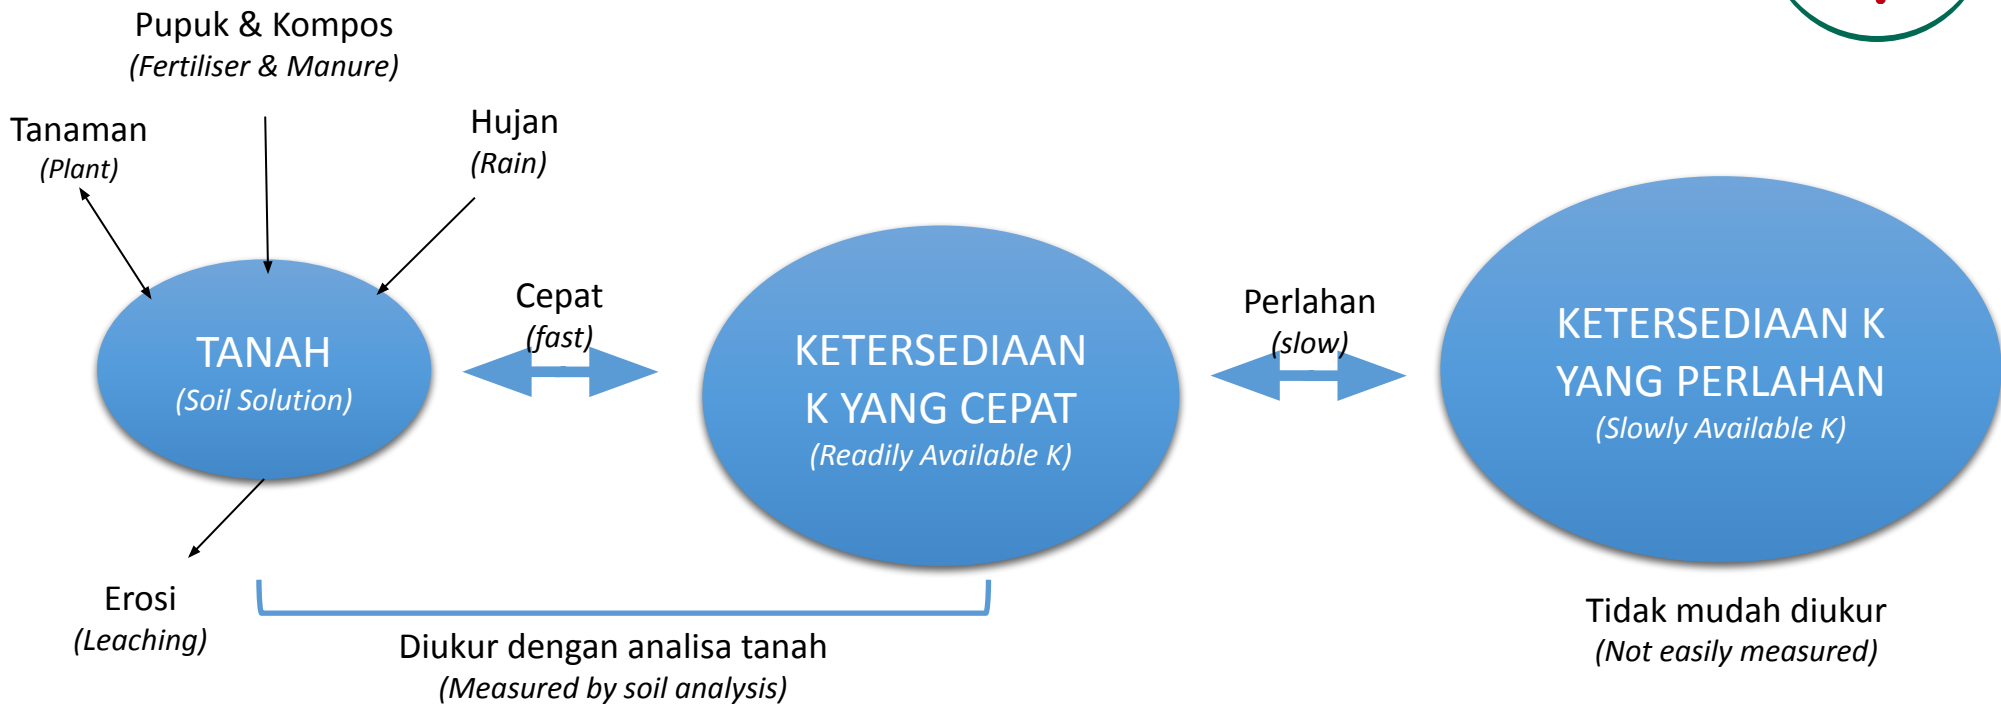 Pupuk & Kompos
(Fertiliser & Manure)
Tanaman
(Plant)
Hujan
(Rain)
TANAH
(Soil Solution)
Cepat
(fast)
KETERSEDIAAN
K YANG CEPAT
(Readily Available K)
Perlahan
(slow)
KETERSEDIAAN K
YANG PERLAHAN
(Slowly Available K)
Erosi
(Leaching)
Diukur dengan analisa tanah
(Measured by soil analysis)
Tidak mudah diukur
(Not easily measured)